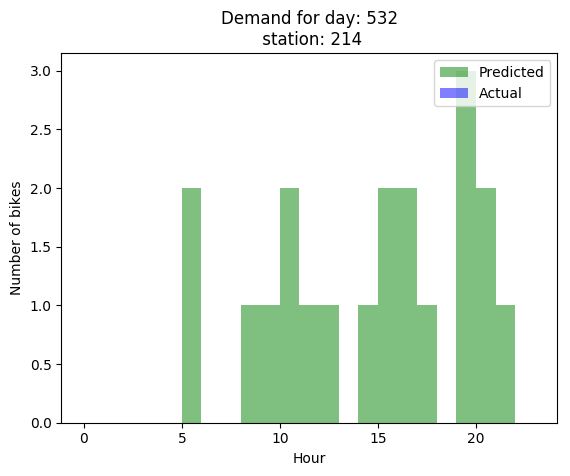 Demand for day: 532
station: 214
3.0
2.5
2.0
1.5
1.0
0.5
0.0
Number of bikes
Predicted
Actual
0
5
10
15
20
Hour